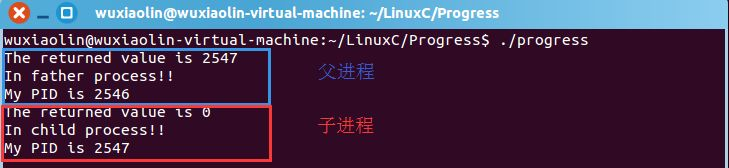 wuxiaolin@wuxiaolin-virtual-machine: ~/LinuxC/Progress
wuxiaolin@wuxiaolin-virtual-machine:~/LinuxC/Progress$ ./progress
The returned value is 2547
In father process!!
父进程
My PID is 2546
The returned value is 0
In child process!!
子进程
My PID is 2547